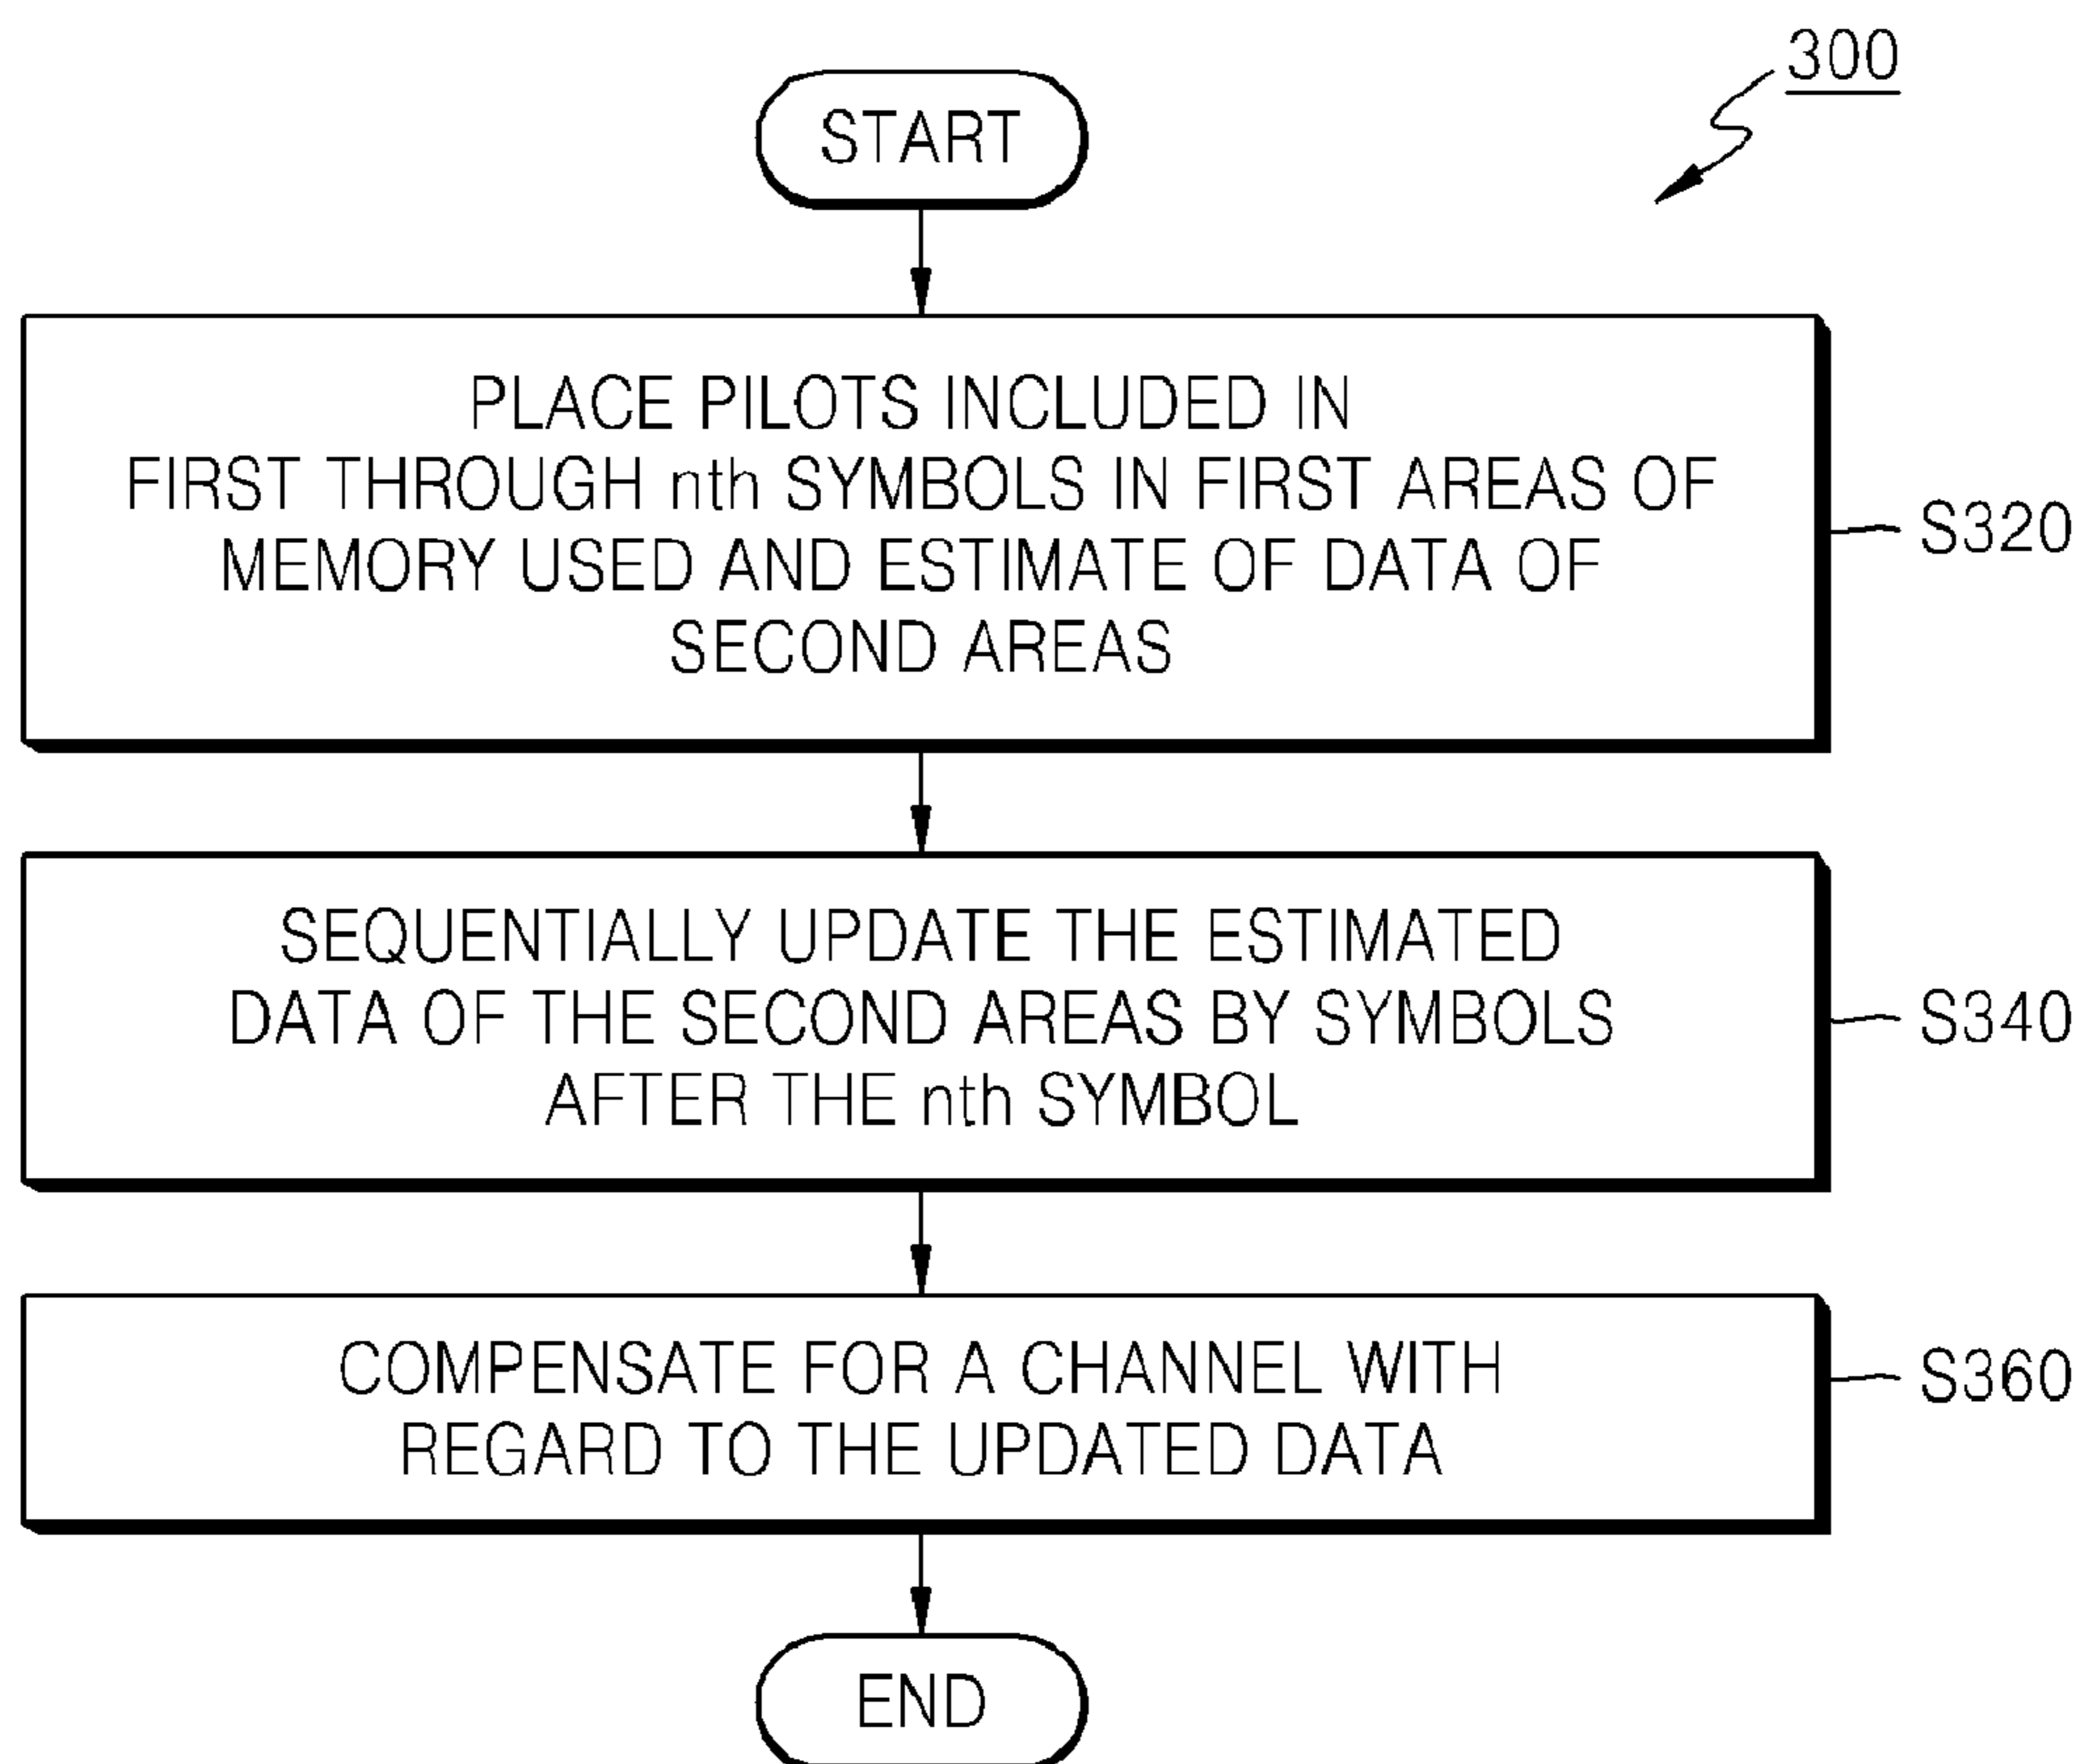 300
START
PLACE PILOTS INCLUDED IN
FIRST THROUGH nth SYMBOLS IN FIRST AREAS OF
MEMORY USED AND ESTIMATE OF DATA OF
SECOND AREAS
S320
SEQUENTIALLY UPDATE THE ESTIMATED
DATA OF THE SECOND AREAS BY SYMBOLS
AFTER THE nth SYMBOL
S340
COMPENSATE FOR A CHANNEL WITH
REGARD TO THE UPDATED DATA
S360
END